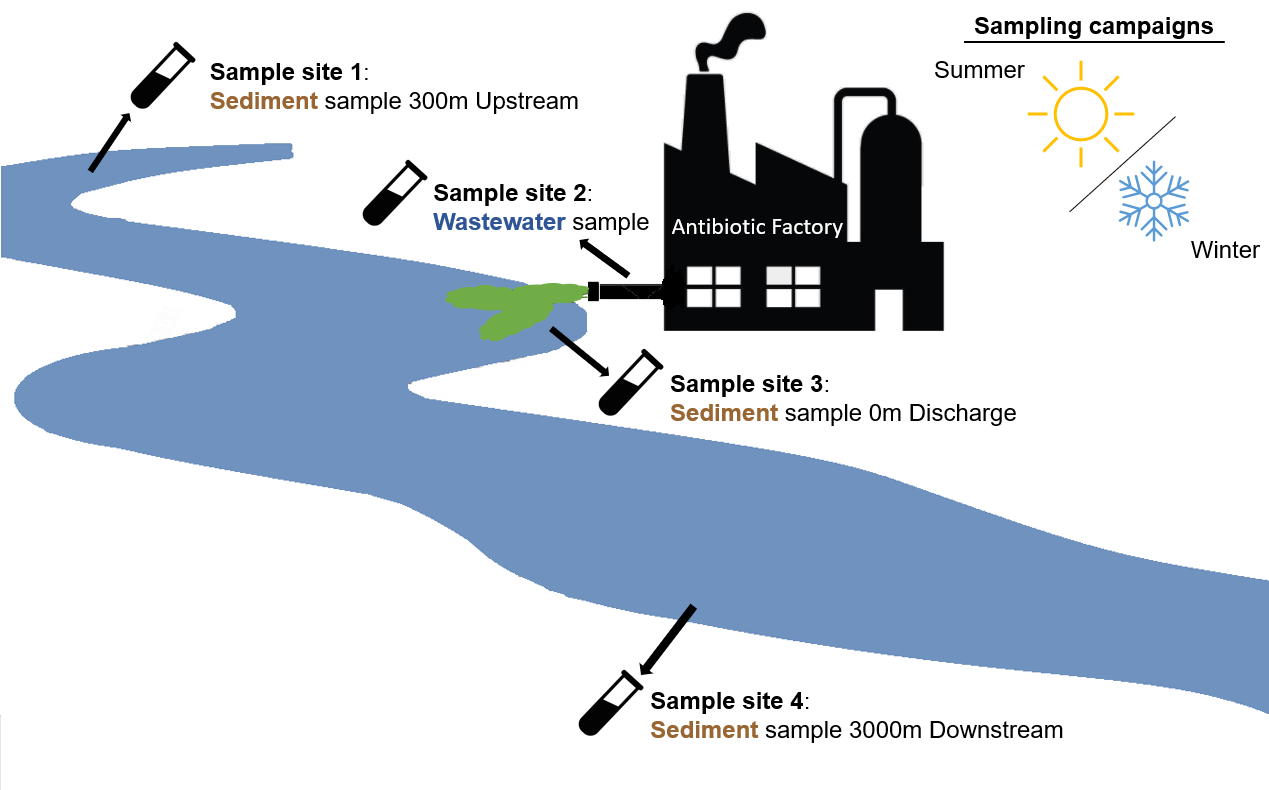 Sampling campaigns
Summer
Winter
Sample site 1:
Sediment sample 300m Upstream
Sample site 2:
Wastewater sample
Antibiotic Factory
Sample site 3:
Sediment sample 0m Discharge
Sample site 4:
Sediment sample 3000m Downstream